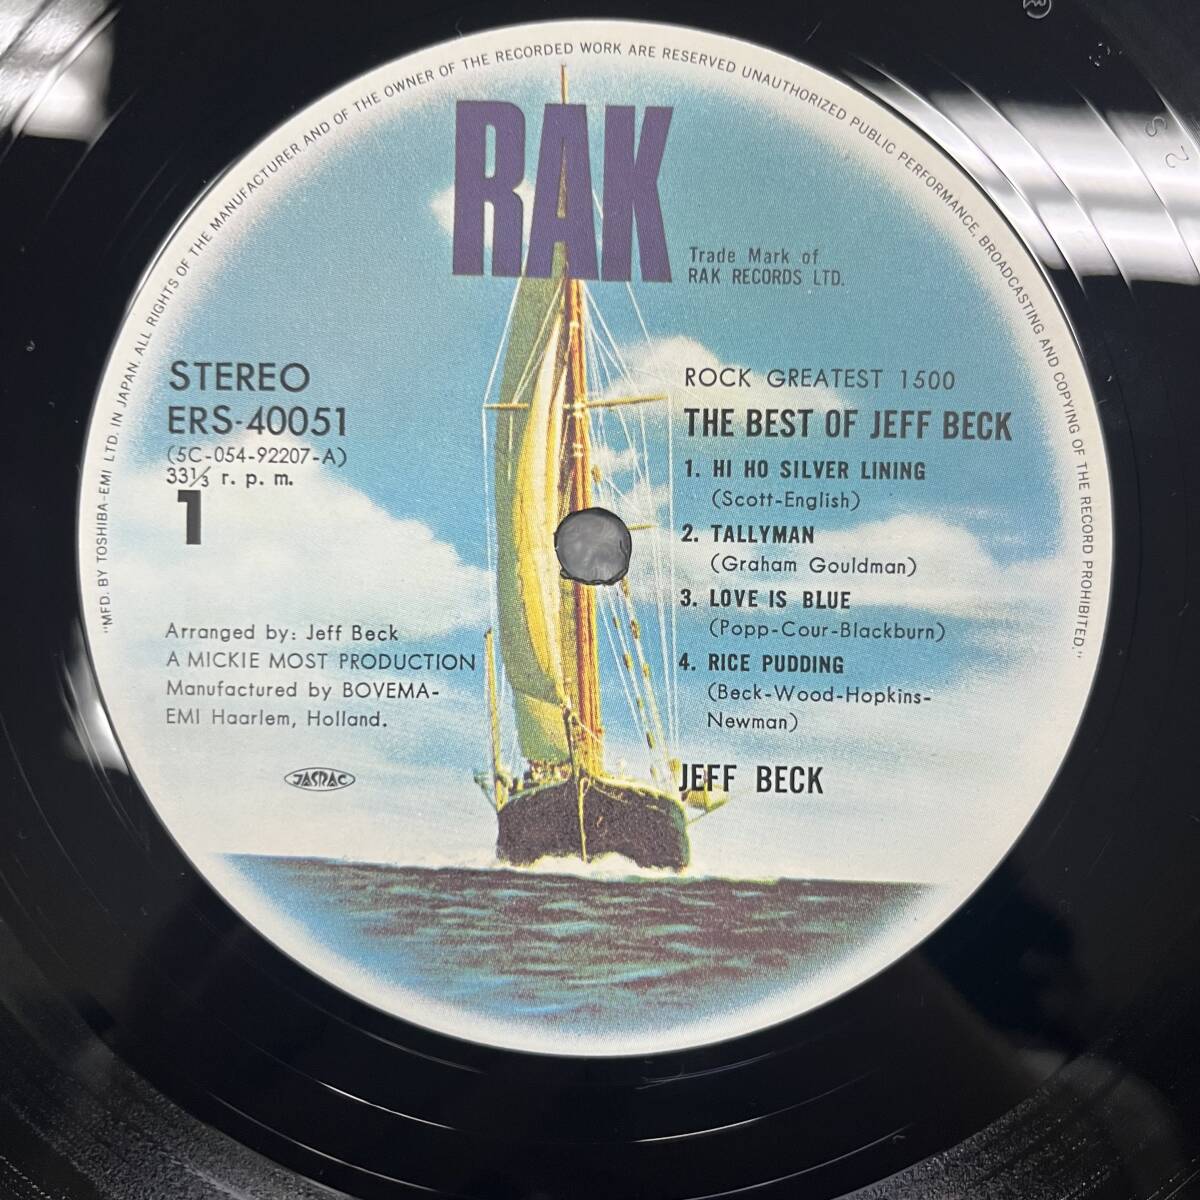 "MFD. BY TOSHIBA-EMI LTD. IN JAPAN. ALL RIGHTS OF THE MANUFACTURER AND OF THE OWNER OF THE RECORDED WORK ARE RESERVED UNAUTHORIZED PUBLIC PERFORMANCE, BROADCASTING AND COPYING OF THE RECORD PROHIBITED."
RAK
Trade Mark of
RAK RECORDS LTD.
STEREO
ERS-40051
(5C-054-92207-A)
33⅓ r. p. m.
1
Arranged by: Jeff Beck
A MICKIE MOST PRODUCTION
Manufactured by BOVEMA-
EMI Haarlem, Holland.
JASRAC
ROCK GREATEST 1500
THE BEST OF JEFF BECK
1. HI HO SILVER LINING
(Scott-English)
2. TALLYMAN
(Graham Gouldman)
3. LOVE IS BLUE
(Popp-Cour-Blackburn)
4. RICE PUDDING
(Beck-Wood-Hopkins-
Newman)
JEFF BECK